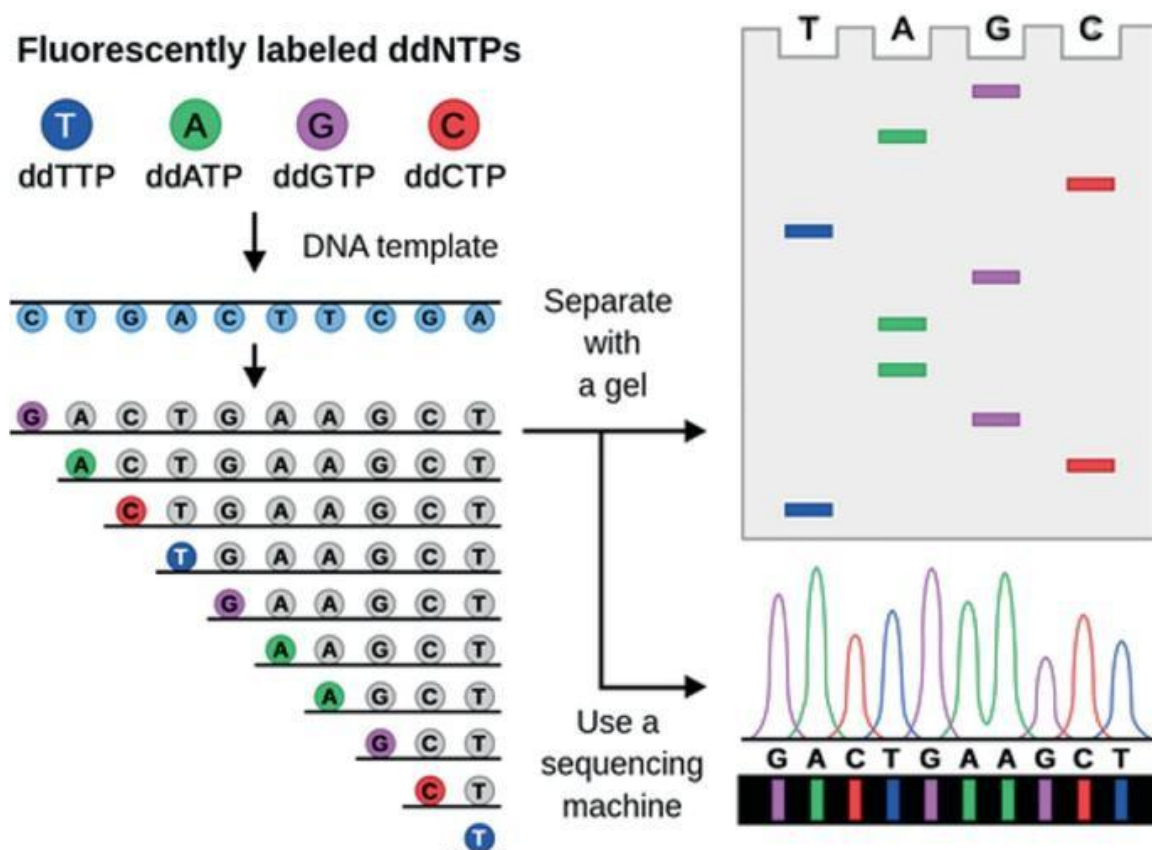 Fluorescently labeled ddNTPs
T A G C
ddTTP ddATP ddGTP ddCTP
DNA template
C T G A C T T C G A
G A C T G A A G C T
A C T G A A G C T
C T G A A G C T
T G A A G C T
G A A G C T
A A G C T
A G C T
G C T
C T
T
Separate
with
a gel
Use a
sequencing
machine
T A G C
G A C T G A A G C T